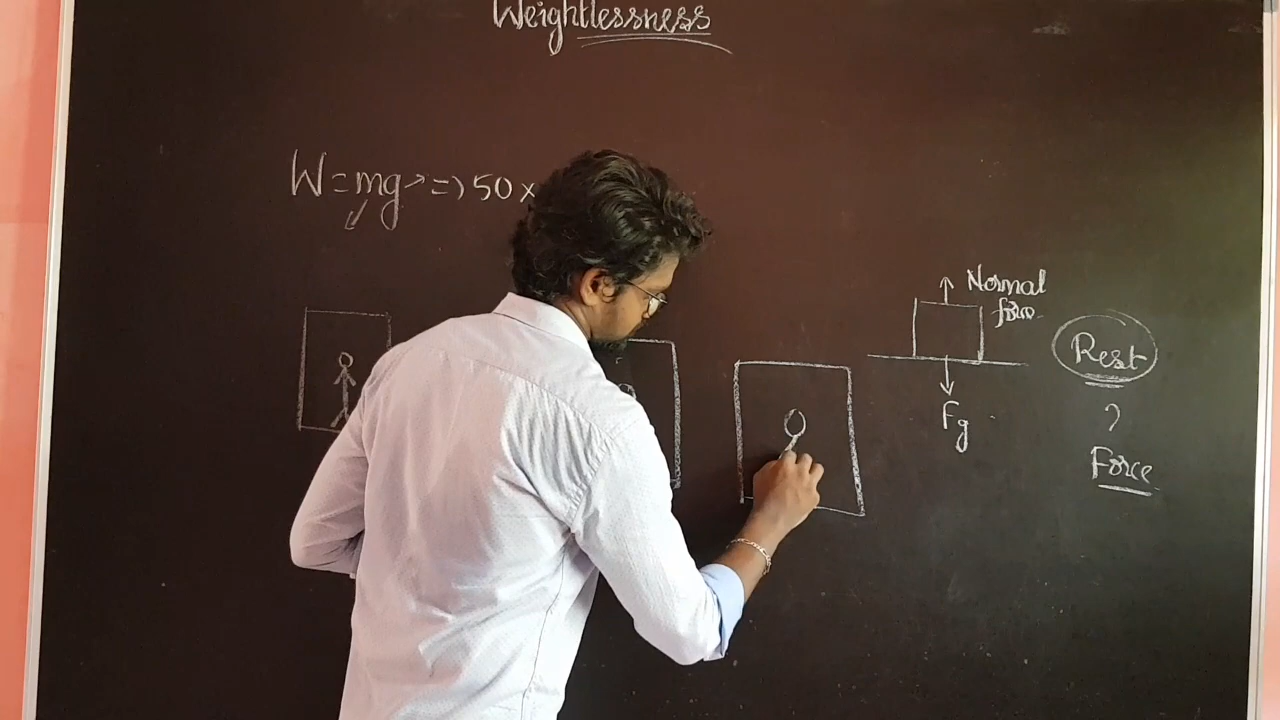 Weightlessness
W = mg → => 50 ×
Normal
force
Rest
Fg
?
Force